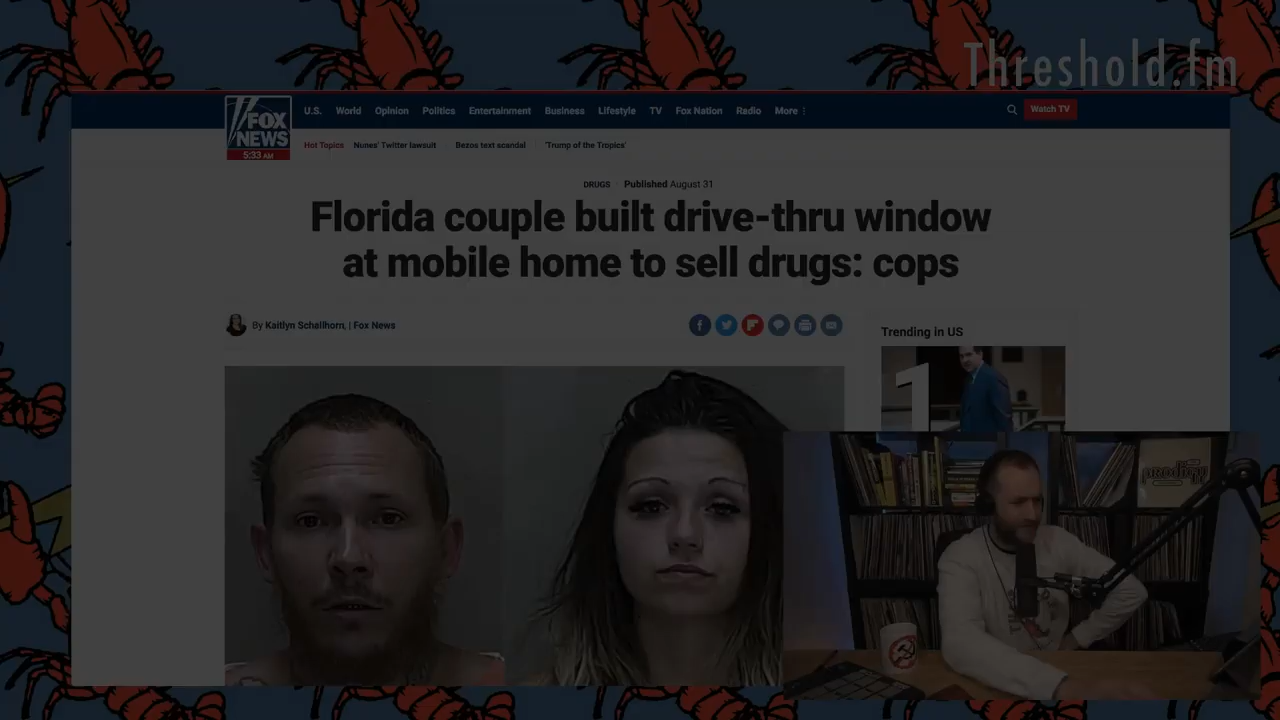 Threshold.fm
FOX
NEWS
5:33 AM
U.S. World Opinion Politics Entertainment Business Lifestyle TV Fox Nation Radio More
Watch TV
Hot Topics Nunes' Twitter lawsuit Bezos text scandal 'Trump of the Tropics'
DRUGS Published August 31
Florida couple built drive-thru window
at mobile home to sell drugs: cops
By Kaitlyn Schallhorn, | Fox News
Trending in US
1